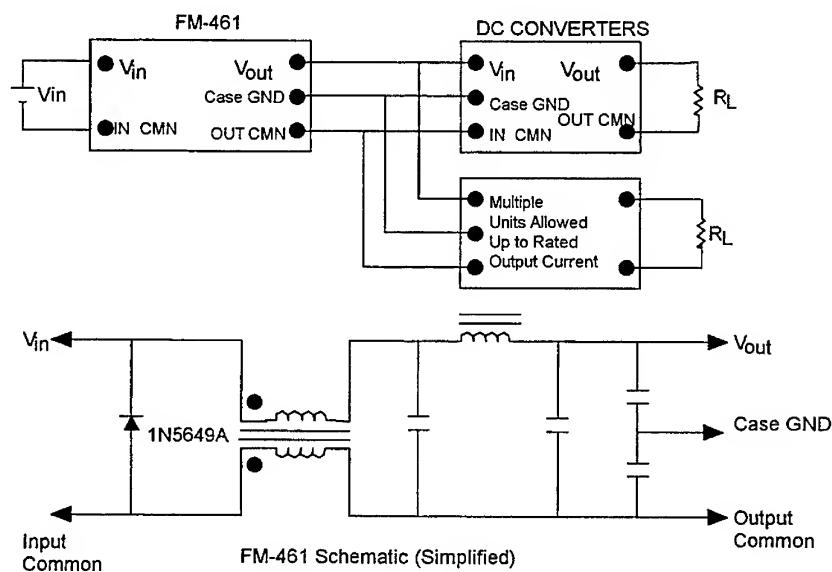 FM-461
DC CONVERTERS
Vin
Vin
Vout
Case GND
IN CMN
OUT CMN
Vin
Vout
Case GND
OUT CMN
IN CMN
RL
Multiple
Units Allowed
Up to Rated
Output Current
RL
Vin
Vout
1N5649A
Case GND
Input
Common
Output
Common
FM-461 Schematic (Simplified)